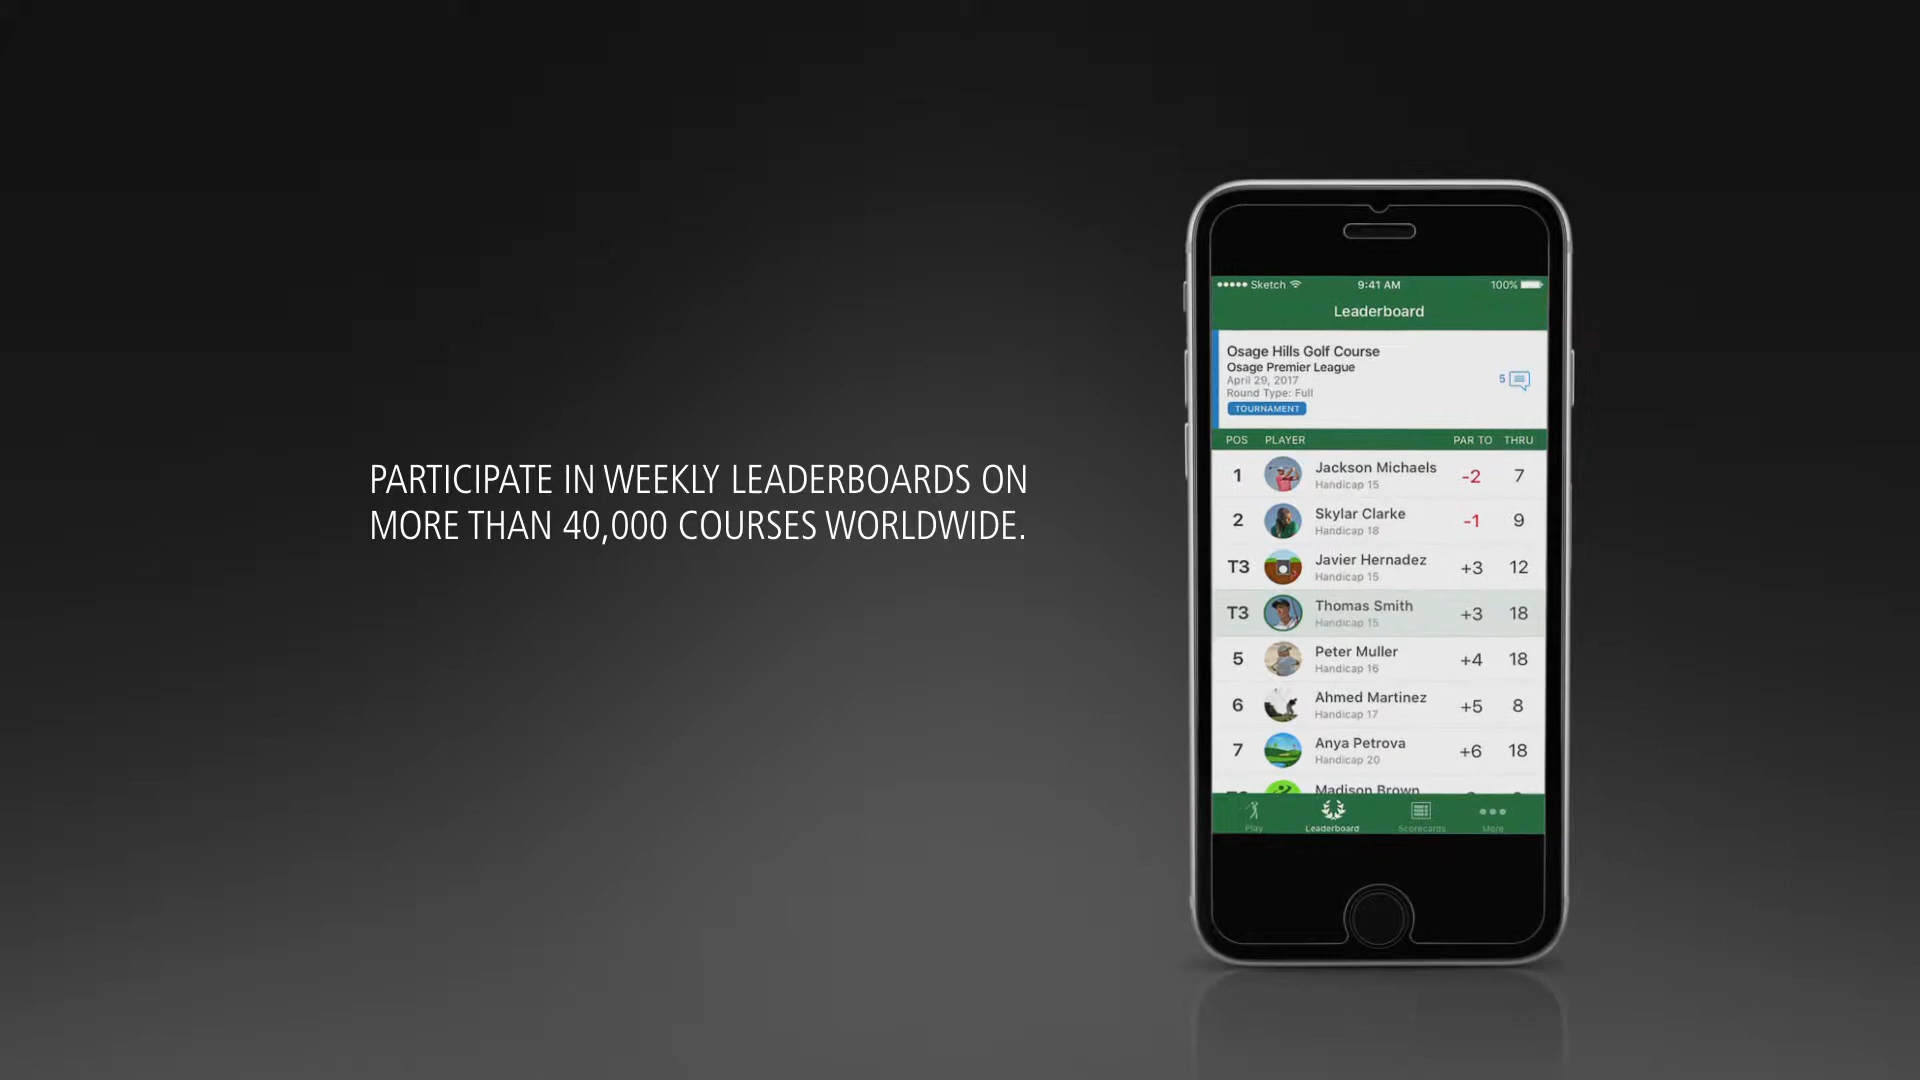 PARTICIPATE IN WEEKLY LEADERBOARDS ON
MORE THAN 40,000 COURSES WORLDWIDE.
Sketch 9:41 AM 100%
Leaderboard
Osage Hills Golf Course
Osage Premier League
April 29, 2017
Round Type: Full
5
TOURNAMENT
POS PLAYER PAR TO THRU
1 Jackson Michaels -2 7
Handicap 15
2 Skylar Clarke -1 9
Handicap 18
T3 Javier Hernadez +3 12
Handicap 15
T3 Thomas Smith +3 18
Handicap 15
5 Peter Muller +4 18
Handicap 16
6 Ahmed Martinez +5 8
Handicap 17
7 Anya Petrova +6 18
Handicap 20
Madison Brown
Play Leaderboard Scorecards More